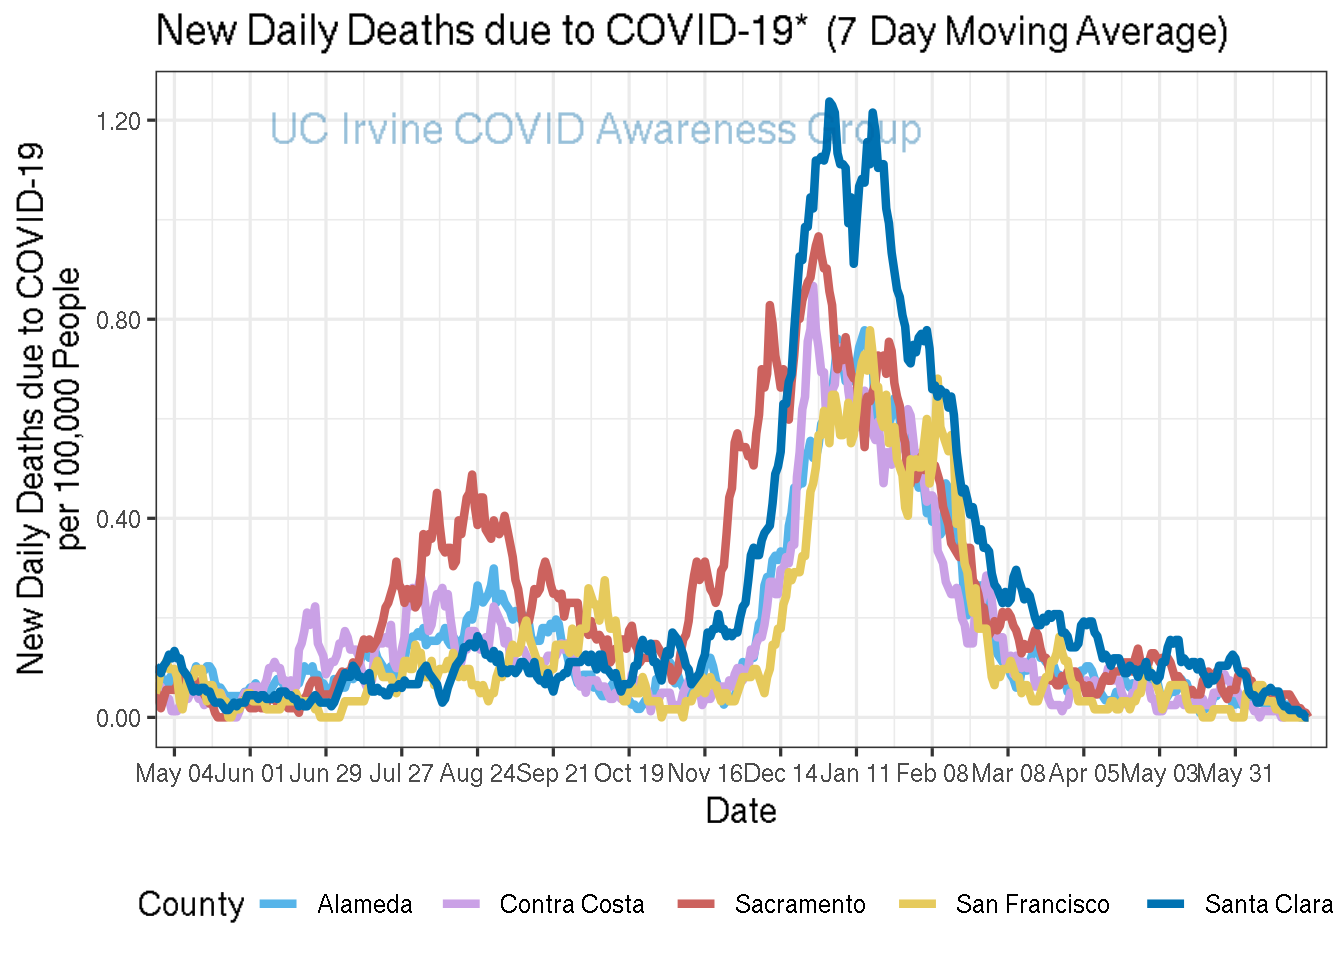 New Daily Deaths due to COVID-19* (7 Day Moving Average)
UC Irvine COVID Awareness Group
New Daily Deaths due to COVID-19
per 100,000 People
1.20
0.80
0.40
0.00
May 04 Jun 01 Jun 29 Jul 27 Aug 24 Sep 21 Oct 19 Nov 16 Dec 14 Jan 11 Feb 08 Mar 08 Apr 05 May 03 May 31
Date
County Alameda Contra Costa Sacramento San Francisco Santa Clara